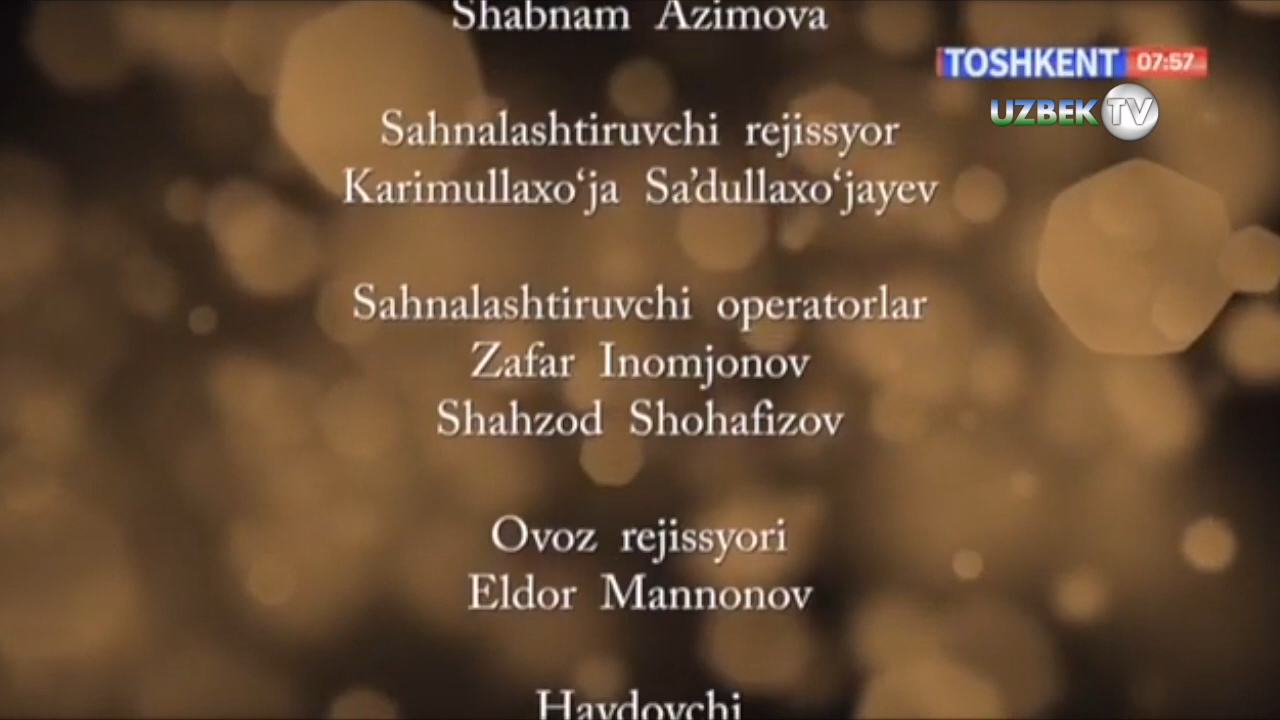 Shabnam Azimova
TOSHKENT 07:57
UZBEK TV
Sahnalashtiruvchi rejissyor
Karimullaxo‘ja Sa’dullaxo‘jayev
Sahnalashtiruvchi operatorlar
Zafar Inomjonov
Shahzod Shohafizov
Ovoz rejissyori
Eldor Mannonov
Haydovchi